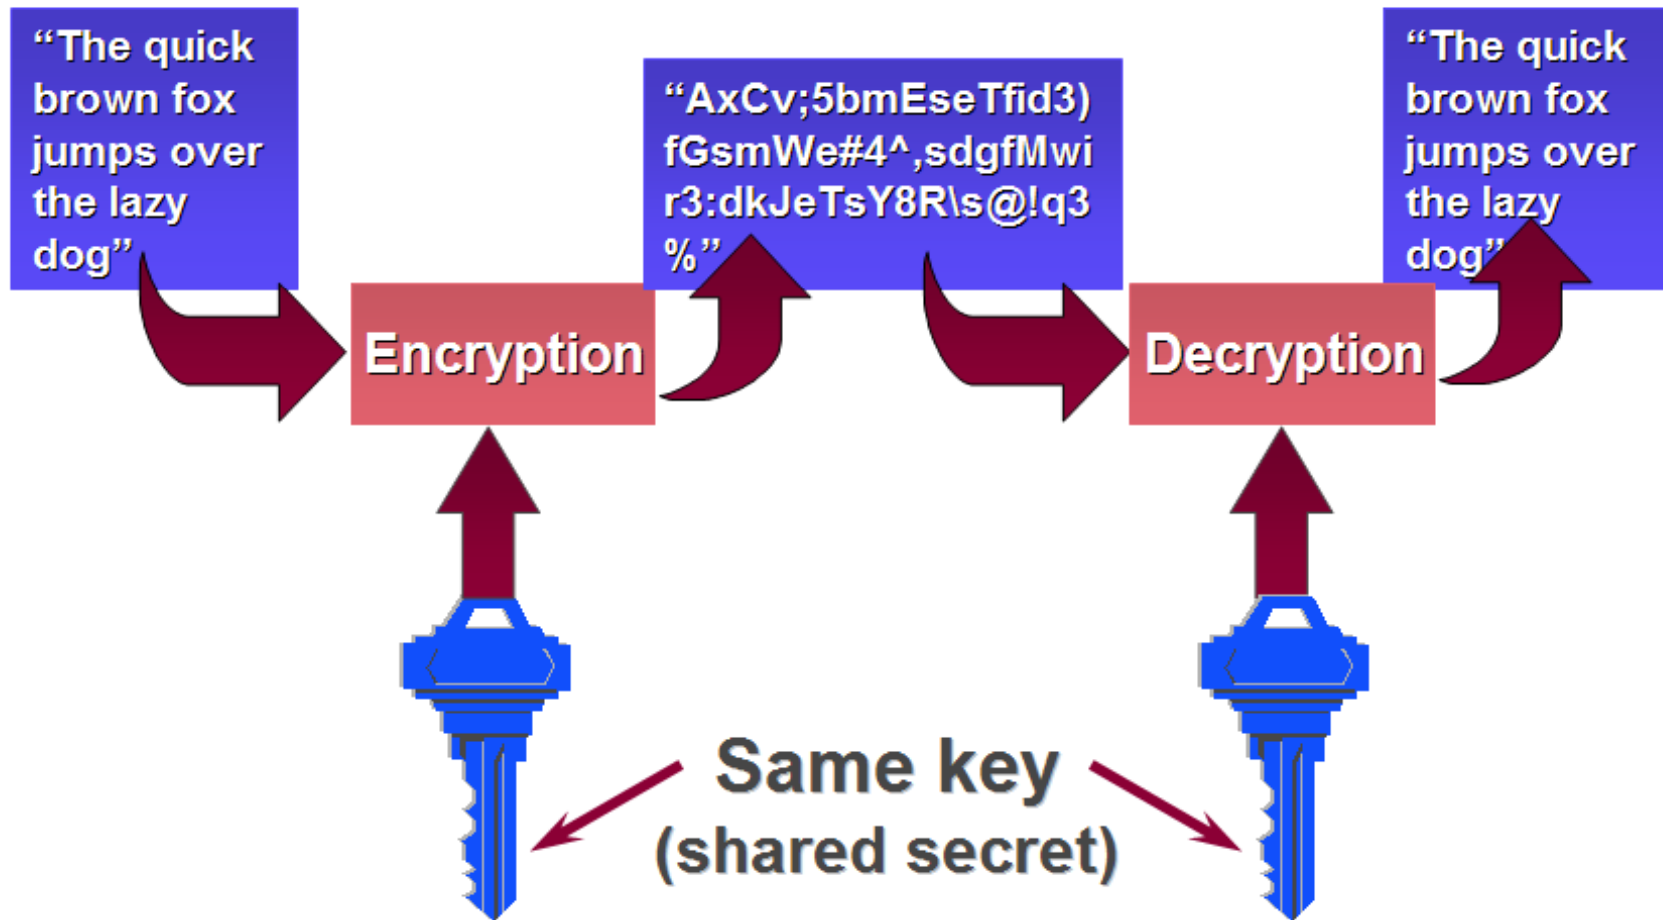 “The quick
brown fox
jumps over
the lazy
dog”
Encryption
“AxCv;5bmEseTfid3)
fGsmWe#4^,sdgfMwi
r3:dkJeTsY8R\s@!q3
%”
Decryption
“The quick
brown fox
jumps over
the lazy
dog”
Same key
(shared secret)